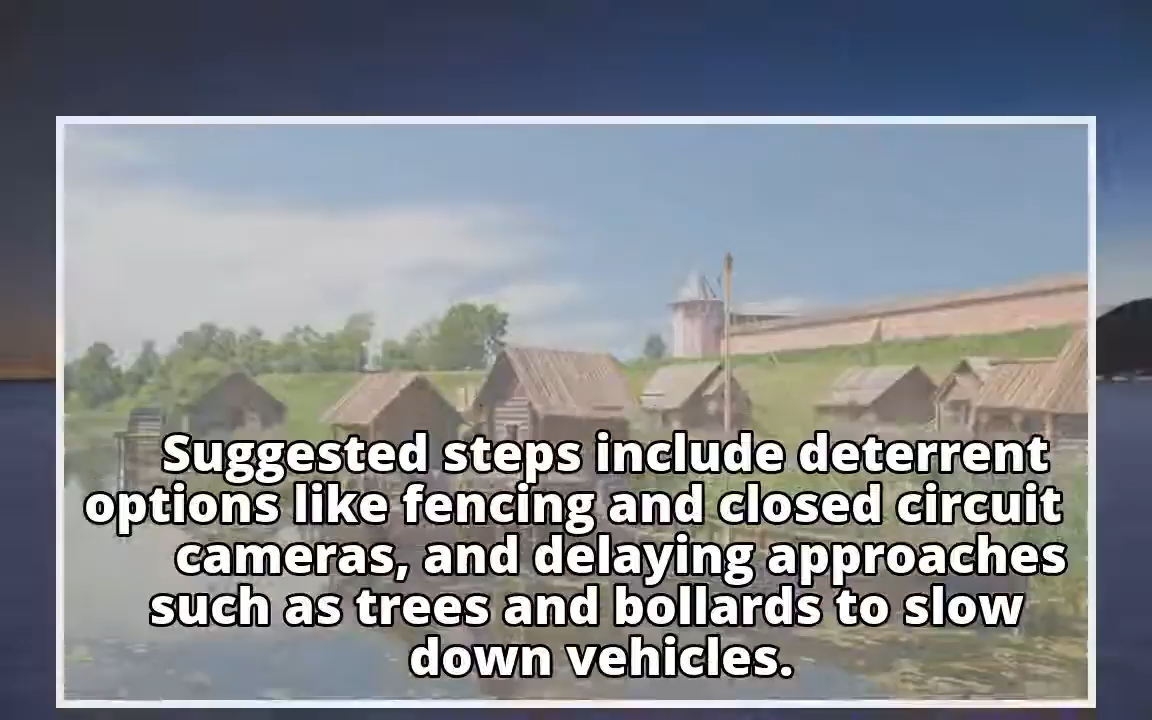 Suggested steps include deterrent
options like fencing and closed circuit
cameras, and delaying approaches
such as trees and bollards to slow
down vehicles.